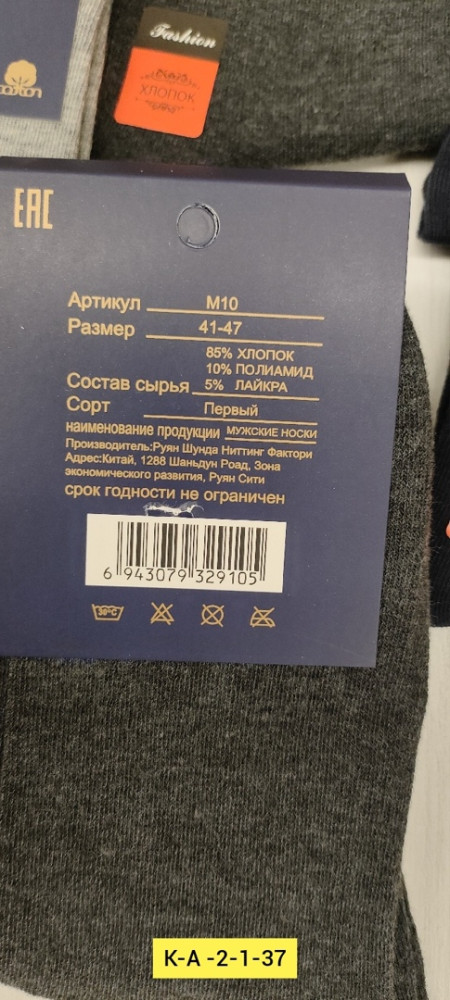 Fashion
ХЛОПОК
EAC
Артикул M10
Размер 41-47
85% ХЛОПОК
10% ПОЛИАМИД
Состав сырья 5% ЛАЙКРА
Сорт Первый
наименование продукции МУЖСКИЕ НОСКИ
Производитель:Руян Шунда Ниттинг Фактори
Адрес:Китай, 1288 Шаньдун Роад, Зона
экономического развития, Руян Сити
срок годности не ограничен
6 943079 329105
30°C
K-A -2-1-37